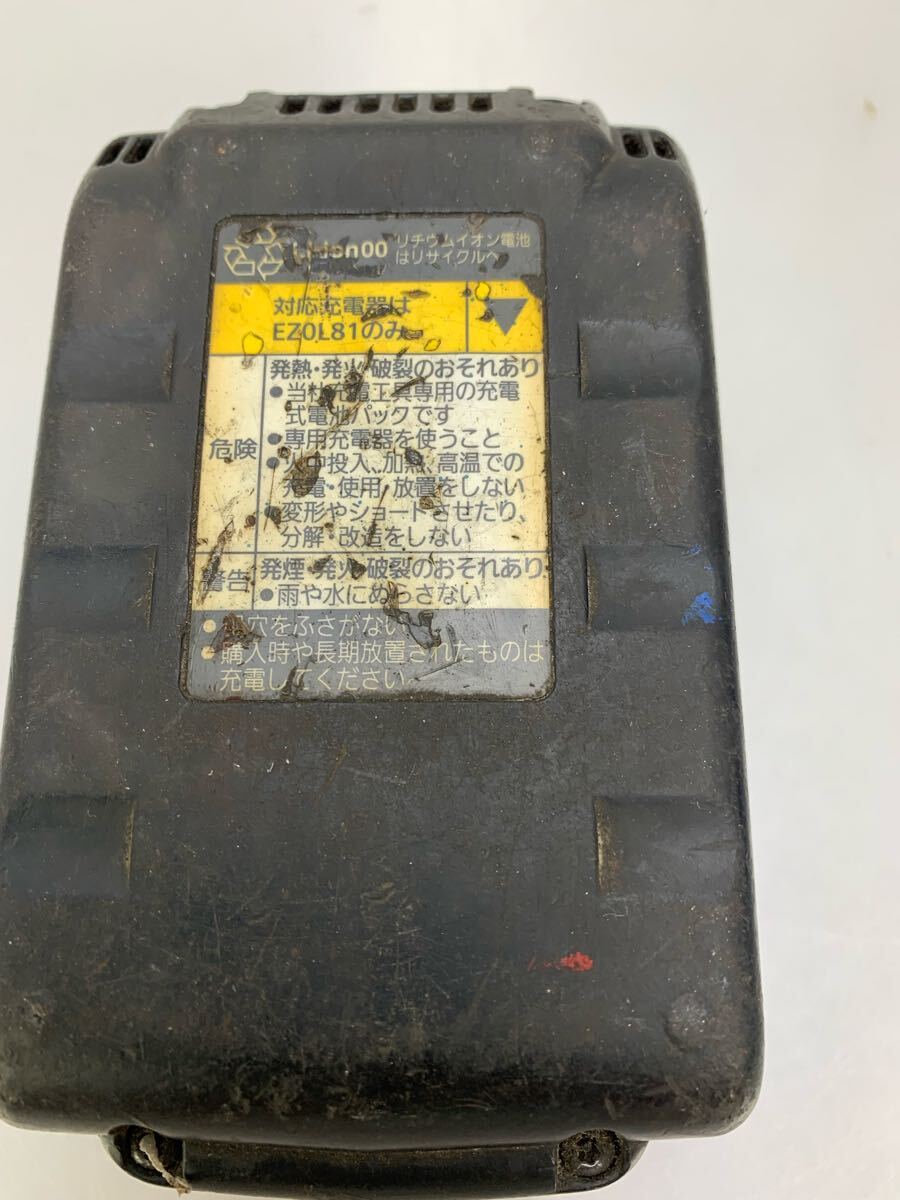 Li-ion00 リチウムイオン電池
はリサイクルへ
対応充電器は
EZ0L81のみ
危険
発熱・発火・破裂のおそれあり
●当社充電工具専用の充電
式電池パックです
●専用充電器を使うこと
●火中投入、加熱、高温での
充電・使用・放置をしない
●変形やショートさせたり、
分解・改造をしない
警告
発煙・発火・破裂のおそれあり
●雨や水にぬらさない
● 穴をふさがない
●購入時や長期放置されたものは
充電してください